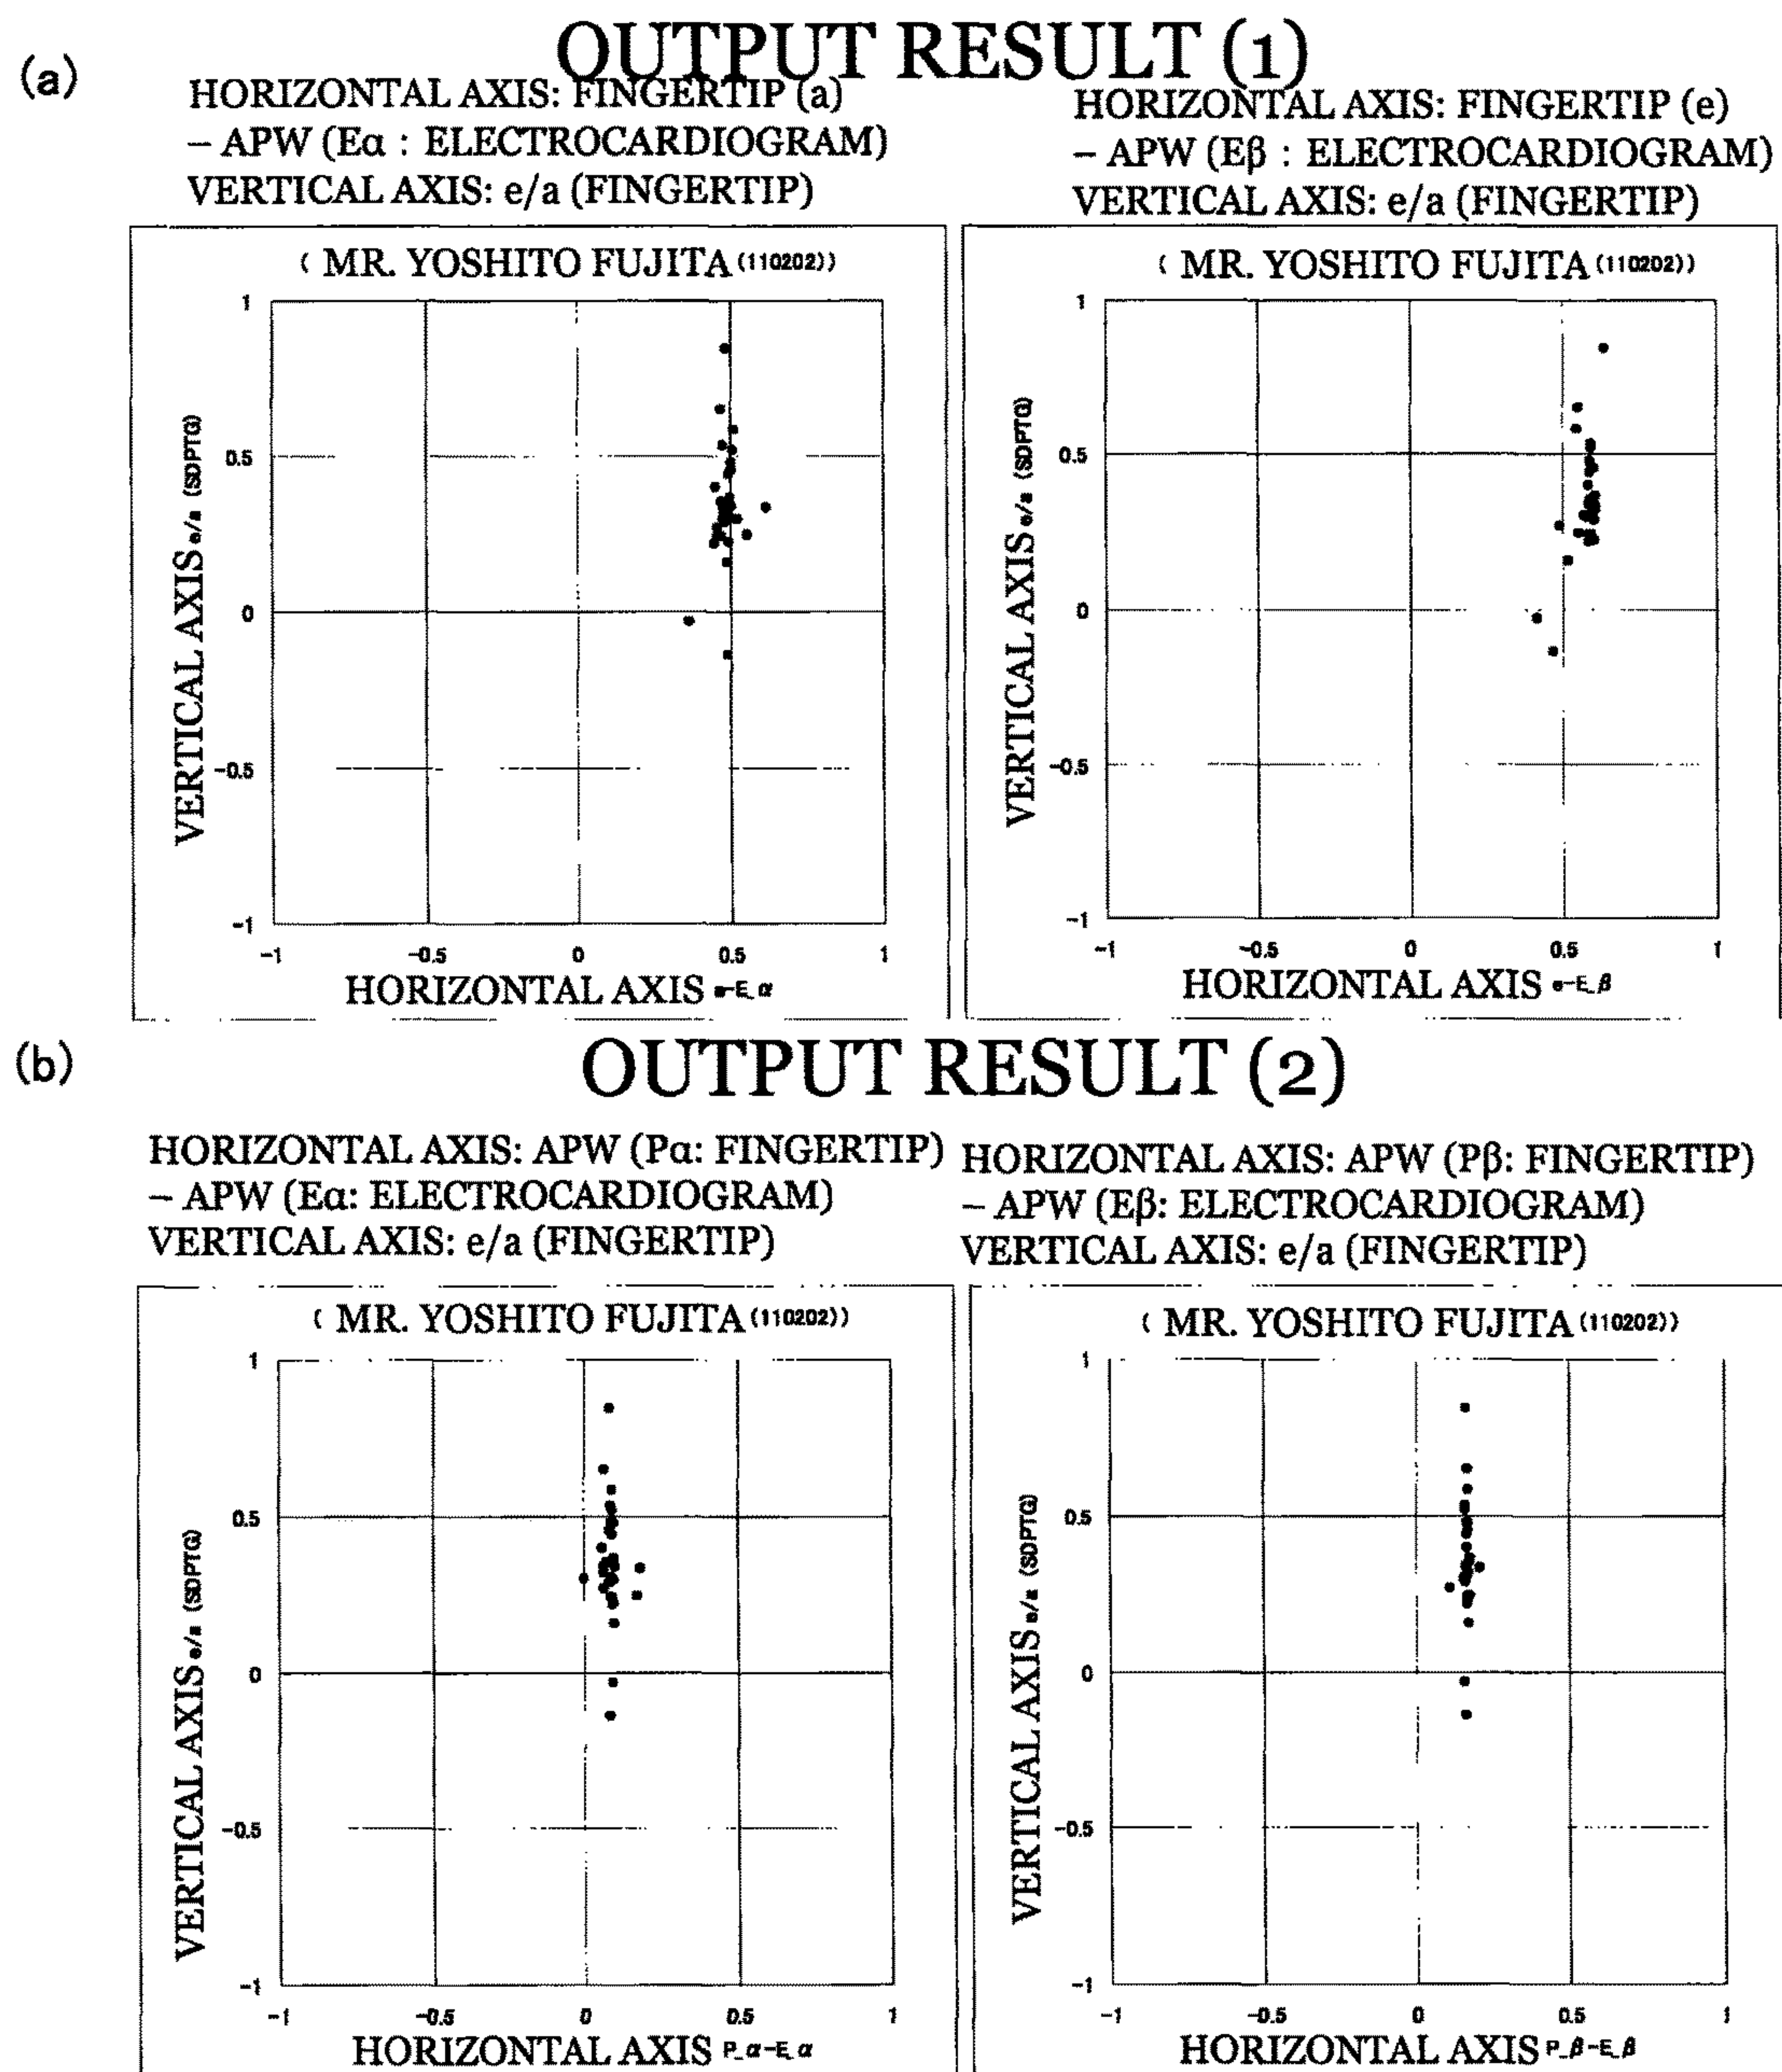 OUTPUT RESULT (1)
(a)
HORIZONTAL AXIS: FINGERTIP (a)
– APW (Eα : ELECTROCARDIOGRAM)
VERTICAL AXIS: e/a (FINGERTIP)
HORIZONTAL AXIS: FINGERTIP (e)
– APW (Eβ : ELECTROCARDIOGRAM)
VERTICAL AXIS: e/a (FINGERTIP)
( MR. YOSHITO FUJITA (110202))
1
0.5
0
-0.5
-1
-1 -0.5 0 0.5 1
VERTICAL AXIS e/a (SDPTG)
HORIZONTAL AXIS a-E_α
( MR. YOSHITO FUJITA (110202))
1
0.5
0
-0.5
-1
-1 -0.5 0 0.5 1
VERTICAL AXIS e/a (SDPTG)
HORIZONTAL AXIS e-E_β
(b)
OUTPUT RESULT (2)
HORIZONTAL AXIS: APW (Pα: FINGERTIP)
– APW (Eα: ELECTROCARDIOGRAM)
VERTICAL AXIS: e/a (FINGERTIP)
HORIZONTAL AXIS: APW (Pβ: FINGERTIP)
– APW (Eβ: ELECTROCARDIOGRAM)
VERTICAL AXIS: e/a (FINGERTIP)
( MR. YOSHITO FUJITA (110202))
1
0.5
0
-0.5
-1
-1 -0.5 0 0.5 1
VERTICAL AXIS e/a (SDPTG)
HORIZONTAL AXIS P_α-E_α
( MR. YOSHITO FUJITA (110202))
1
0.5
0
-0.5
-1
-1 -0.5 0 0.5 1
VERTICAL AXIS e/a (SDPTG)
HORIZONTAL AXIS P_β-E_β